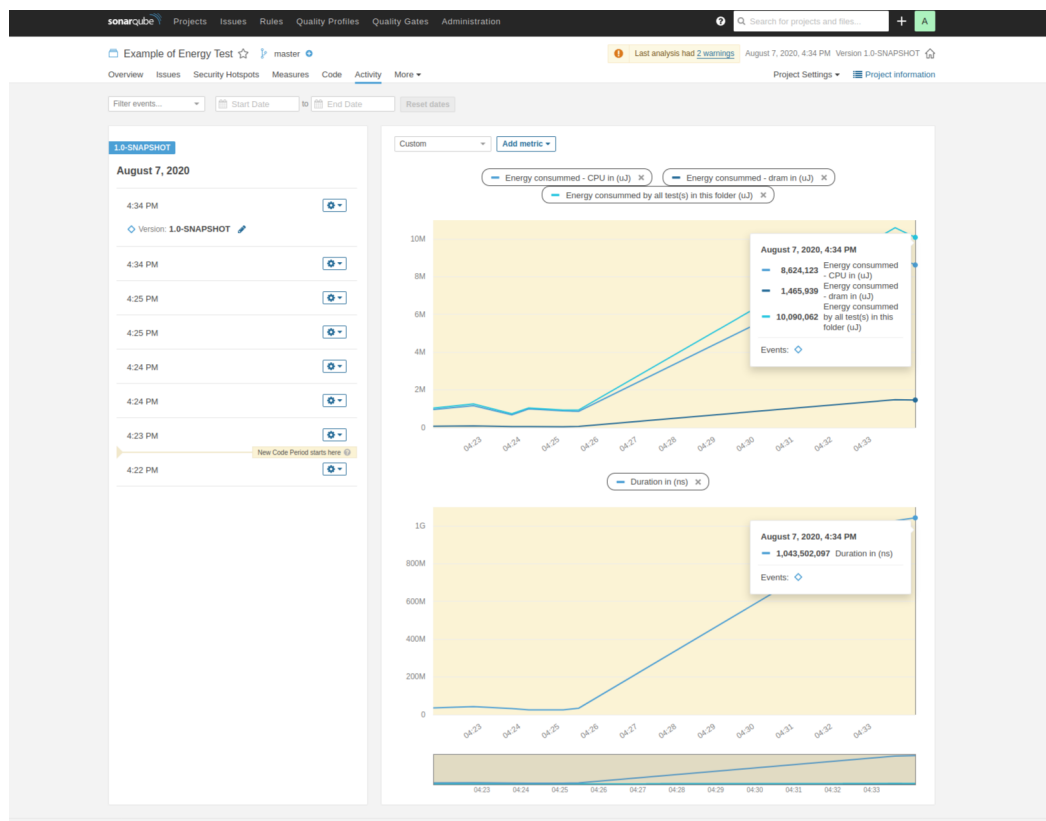 sonarqube Projects Issues Rules Quality Profiles Quality Gates Administration Search for projects and files... A
Example of Energy Test master Last analysis had 2 warnings August 7, 2020, 4:34 PM Version 1.0-SNAPSHOT
Overview Issues Security Hotspots Measures Code Activity More Project Settings Project information
Filter events... Start Date to End Date Reset dates
1.0-SNAPSHOT
August 7, 2020
4:34 PM
Version: 1.0-SNAPSHOT
4:34 PM
4:25 PM
4:25 PM
4:24 PM
4:24 PM
4:23 PM
New Code Period starts here
4:22 PM
Custom Add metric
Energy consummed - CPU in (uJ) Energy consummed - dram in (uJ)
Energy consummed by all test(s) in this folder (uJ)
10M
8M
6M
4M
2M
0
August 7, 2020, 4:34 PM
8,624,123 Energy consummed
- CPU in (uJ)
1,465,939 Energy consummed
- dram in (uJ)
Energy consummed
10,090,062 by all test(s) in this
folder (uJ)
Events:
04:23 04:24 04:25 04:26 04:27 04:28 04:29 04:30 04:31 04:32 04:33
Duration in (ns)
1G
800M
600M
400M
200M
0
August 7, 2020, 4:34 PM
1,043,502,097 Duration in (ns)
Events:
04:23 04:24 04:25 04:26 04:27 04:28 04:29 04:30 04:31 04:32 04:33
04:23 04:24 04:25 04:26 04:27 04:28 04:29 04:30 04:31 04:32 04:33